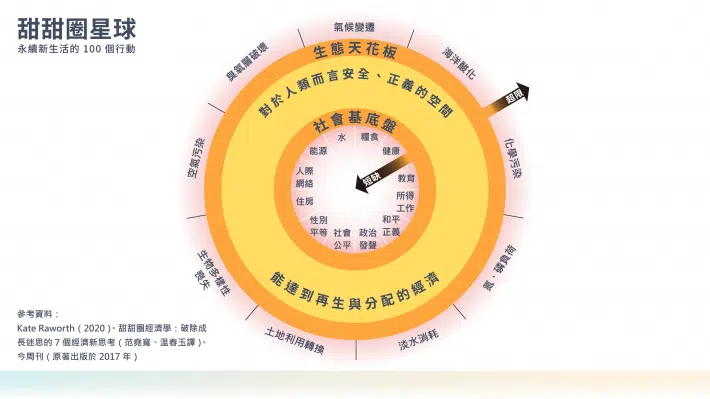 甜甜圈星球
永續新生活的 100 個行動
氣候變遷
海洋酸化
化學污染
氮、磷負荷
淡水消耗
土地利用轉換
生物多樣性
喪失
空氣污染
臭氧層破壞
生態天花板
超限
對於人類而言安全、正義的空間
社會基底盤
水
糧食
健康
教育
所得
工作
和平
正義
政治
發聲
社會
公平
性別
平等
住房
人際
網絡
能源
短缺
能達到再生與分配的經濟
參考資料：
Kate Raworth（2020）。甜甜圈經濟學：破除成
長迷思的 7 個經濟新思考（范堯寬、溫春玉譯）。
今周刊（原著出版於 2017 年）